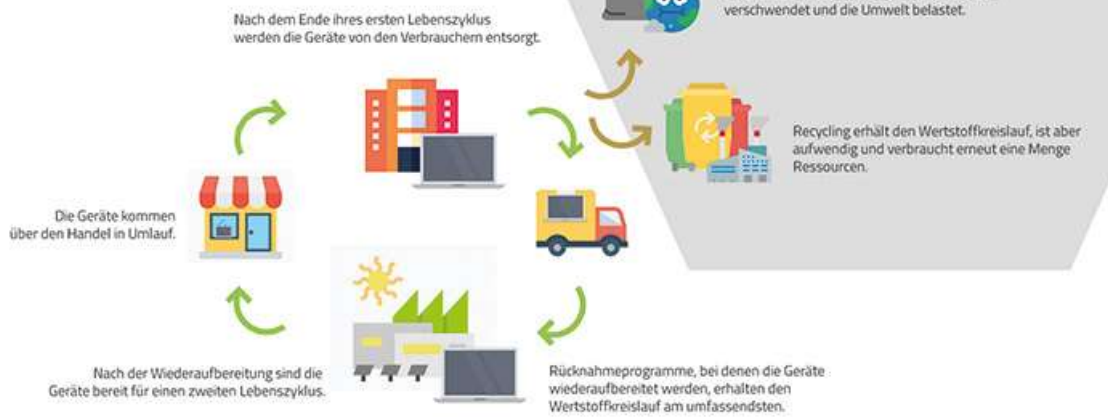 verschwendet und die Umwelt belastet.
Nach dem Ende ihres ersten Lebenszyklus
werden die Geräte von den Verbrauchern entsorgt.
Recycling erhält den Wertstoffkreislauf, ist aber
aufwendig und verbraucht erneut eine Menge
Ressourcen.
Die Geräte kommen
über den Handel in Umlauf.
Nach der Wiederaufbereitung sind die
Geräte bereit für einen zweiten Lebenszyklus.
Rücknahmeprogramme, bei denen die Geräte
wiederaufbereitet werden, erhalten den
Wertstoffkreislauf am umfassendsten.